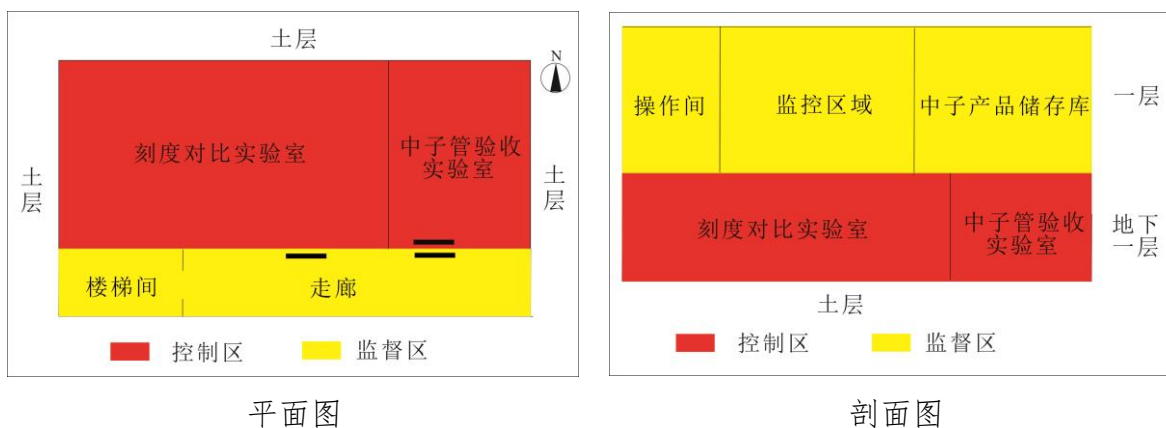 土层
N
刻度对比实验室
中子管验收
实验室
土
层
土
层
楼梯间
走廊
控制区
监督区
平面图
操作间
监控区域
中子产品储存库
一层
刻度对比实验室
中子管验收
实验室
地下
一层
土层
控制区
监督区
剖面图